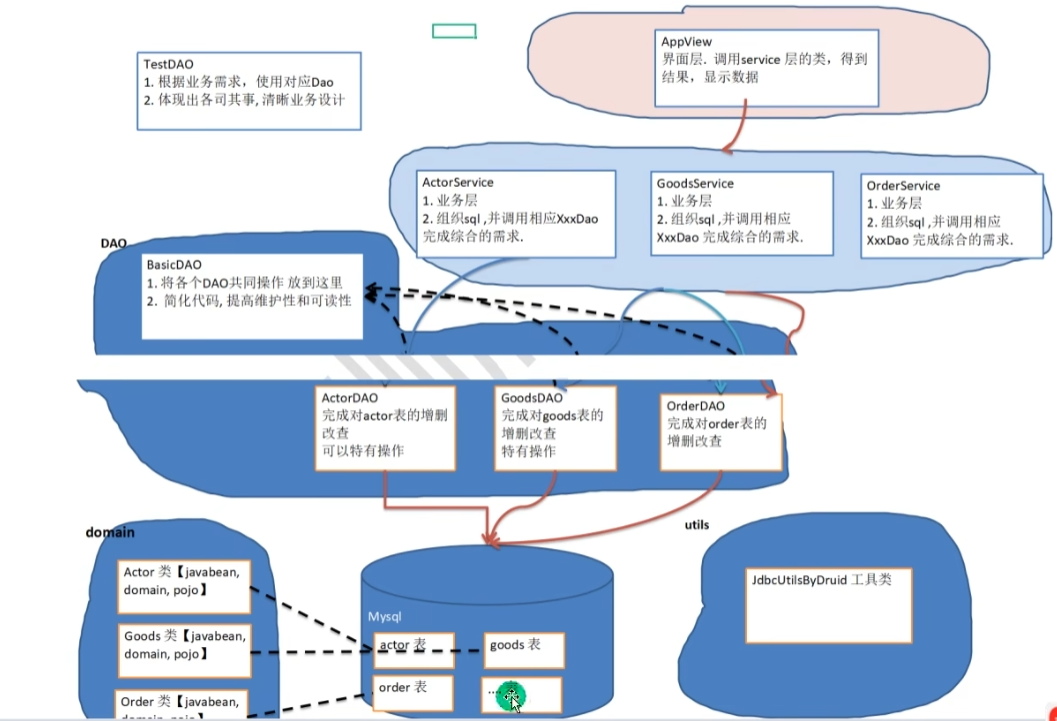 TestDAO
1. 根据业务需求，使用对应Dao
2. 体现出各司其事, 清晰业务设计
AppView
界面层. 调用service 层的类，得到
结果，显示数据
ActorService
1. 业务层
2. 组织sql ,并调用相应XxxDao
完成综合的需求.
GoodsService
1. 业务层
2. 组织sql ,并调用相应
XxxDao 完成综合的需求.
OrderService
1. 业务层
2. 组织sql ,并调用相应
XxxDao 完成综合的需求.
DAO
BasicDAO
1. 将各个DAO共同操作 放到这里
2. 简化代码, 提高维护性和可读性
ActorDAO
完成对actor表的增删
改查
可以特有操作
GoodsDAO
完成对goods表的
增删改查
特有操作
OrderDAO
完成对order表的
增删改查
domain
Actor 类【javabean,
domain, pojo】
Goods 类【javabean,
domain, pojo】
Order 类【javabean,
domain, pojo】
Mysql
actor 表
goods 表
order 表
....
utils
JdbcUtilsByDruid 工具类